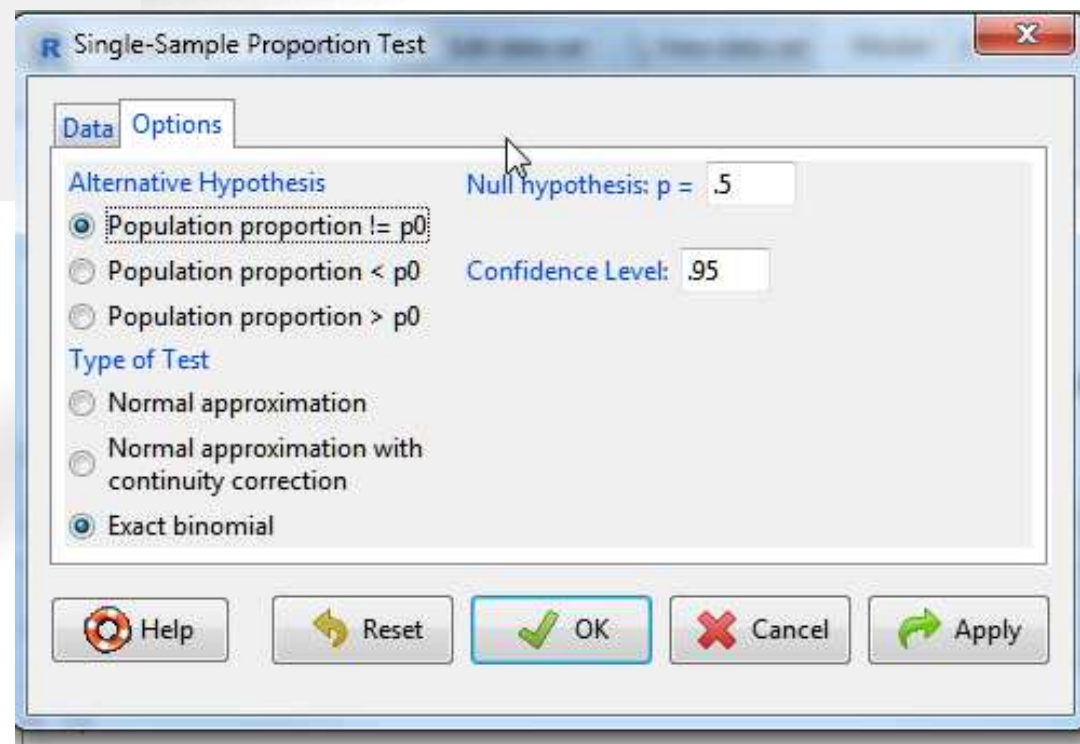 R Single-Sample Proportion Test
Data Options
Alternative Hypothesis
Population proportion != p0
Population proportion < p0
Population proportion > p0
Null hypothesis: p = .5
Confidence Level: .95
Type of Test
Normal approximation
Normal approximation with
continuity correction
Exact binomial
Help Reset OK Cancel Apply